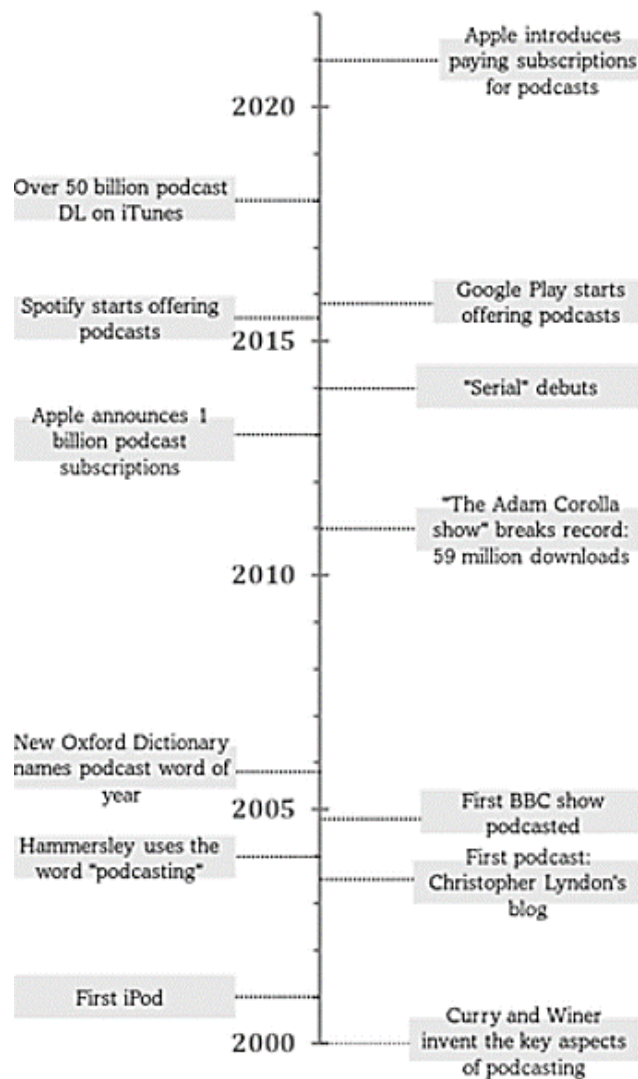 Apple introduces
paying subscriptions
for podcasts
2020
Over 50 billion podcast
DL on iTunes
Google Play starts
offering podcasts
Spotify starts offering
podcasts
2015
"Serial" debuts
Apple announces 1
billion podcast
subscriptions
"The Adam Corolla
show" breaks record:
59 million downloads
2010
New Oxford Dictionary
names podcast word of
year
2005
First BBC show
podcasted
Hammersley uses the
word "podcasting"
First podcast:
Christopher Lyndon's
blog
First iPod
2000
Curry and Winer
invent the key aspects
of podcasting